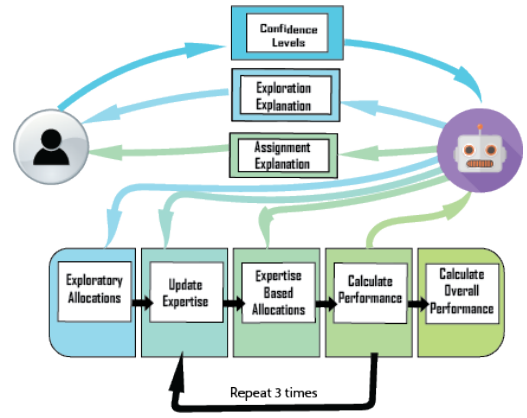 Confidence
Levels
Exploration
Explanation
Assignment
Explanation
Exploratory
Allocations
Update
Expertise
Expertise
Based
Allocations
Calculate
Performance
Calculate
Overall
Performance
Repeat 3 times